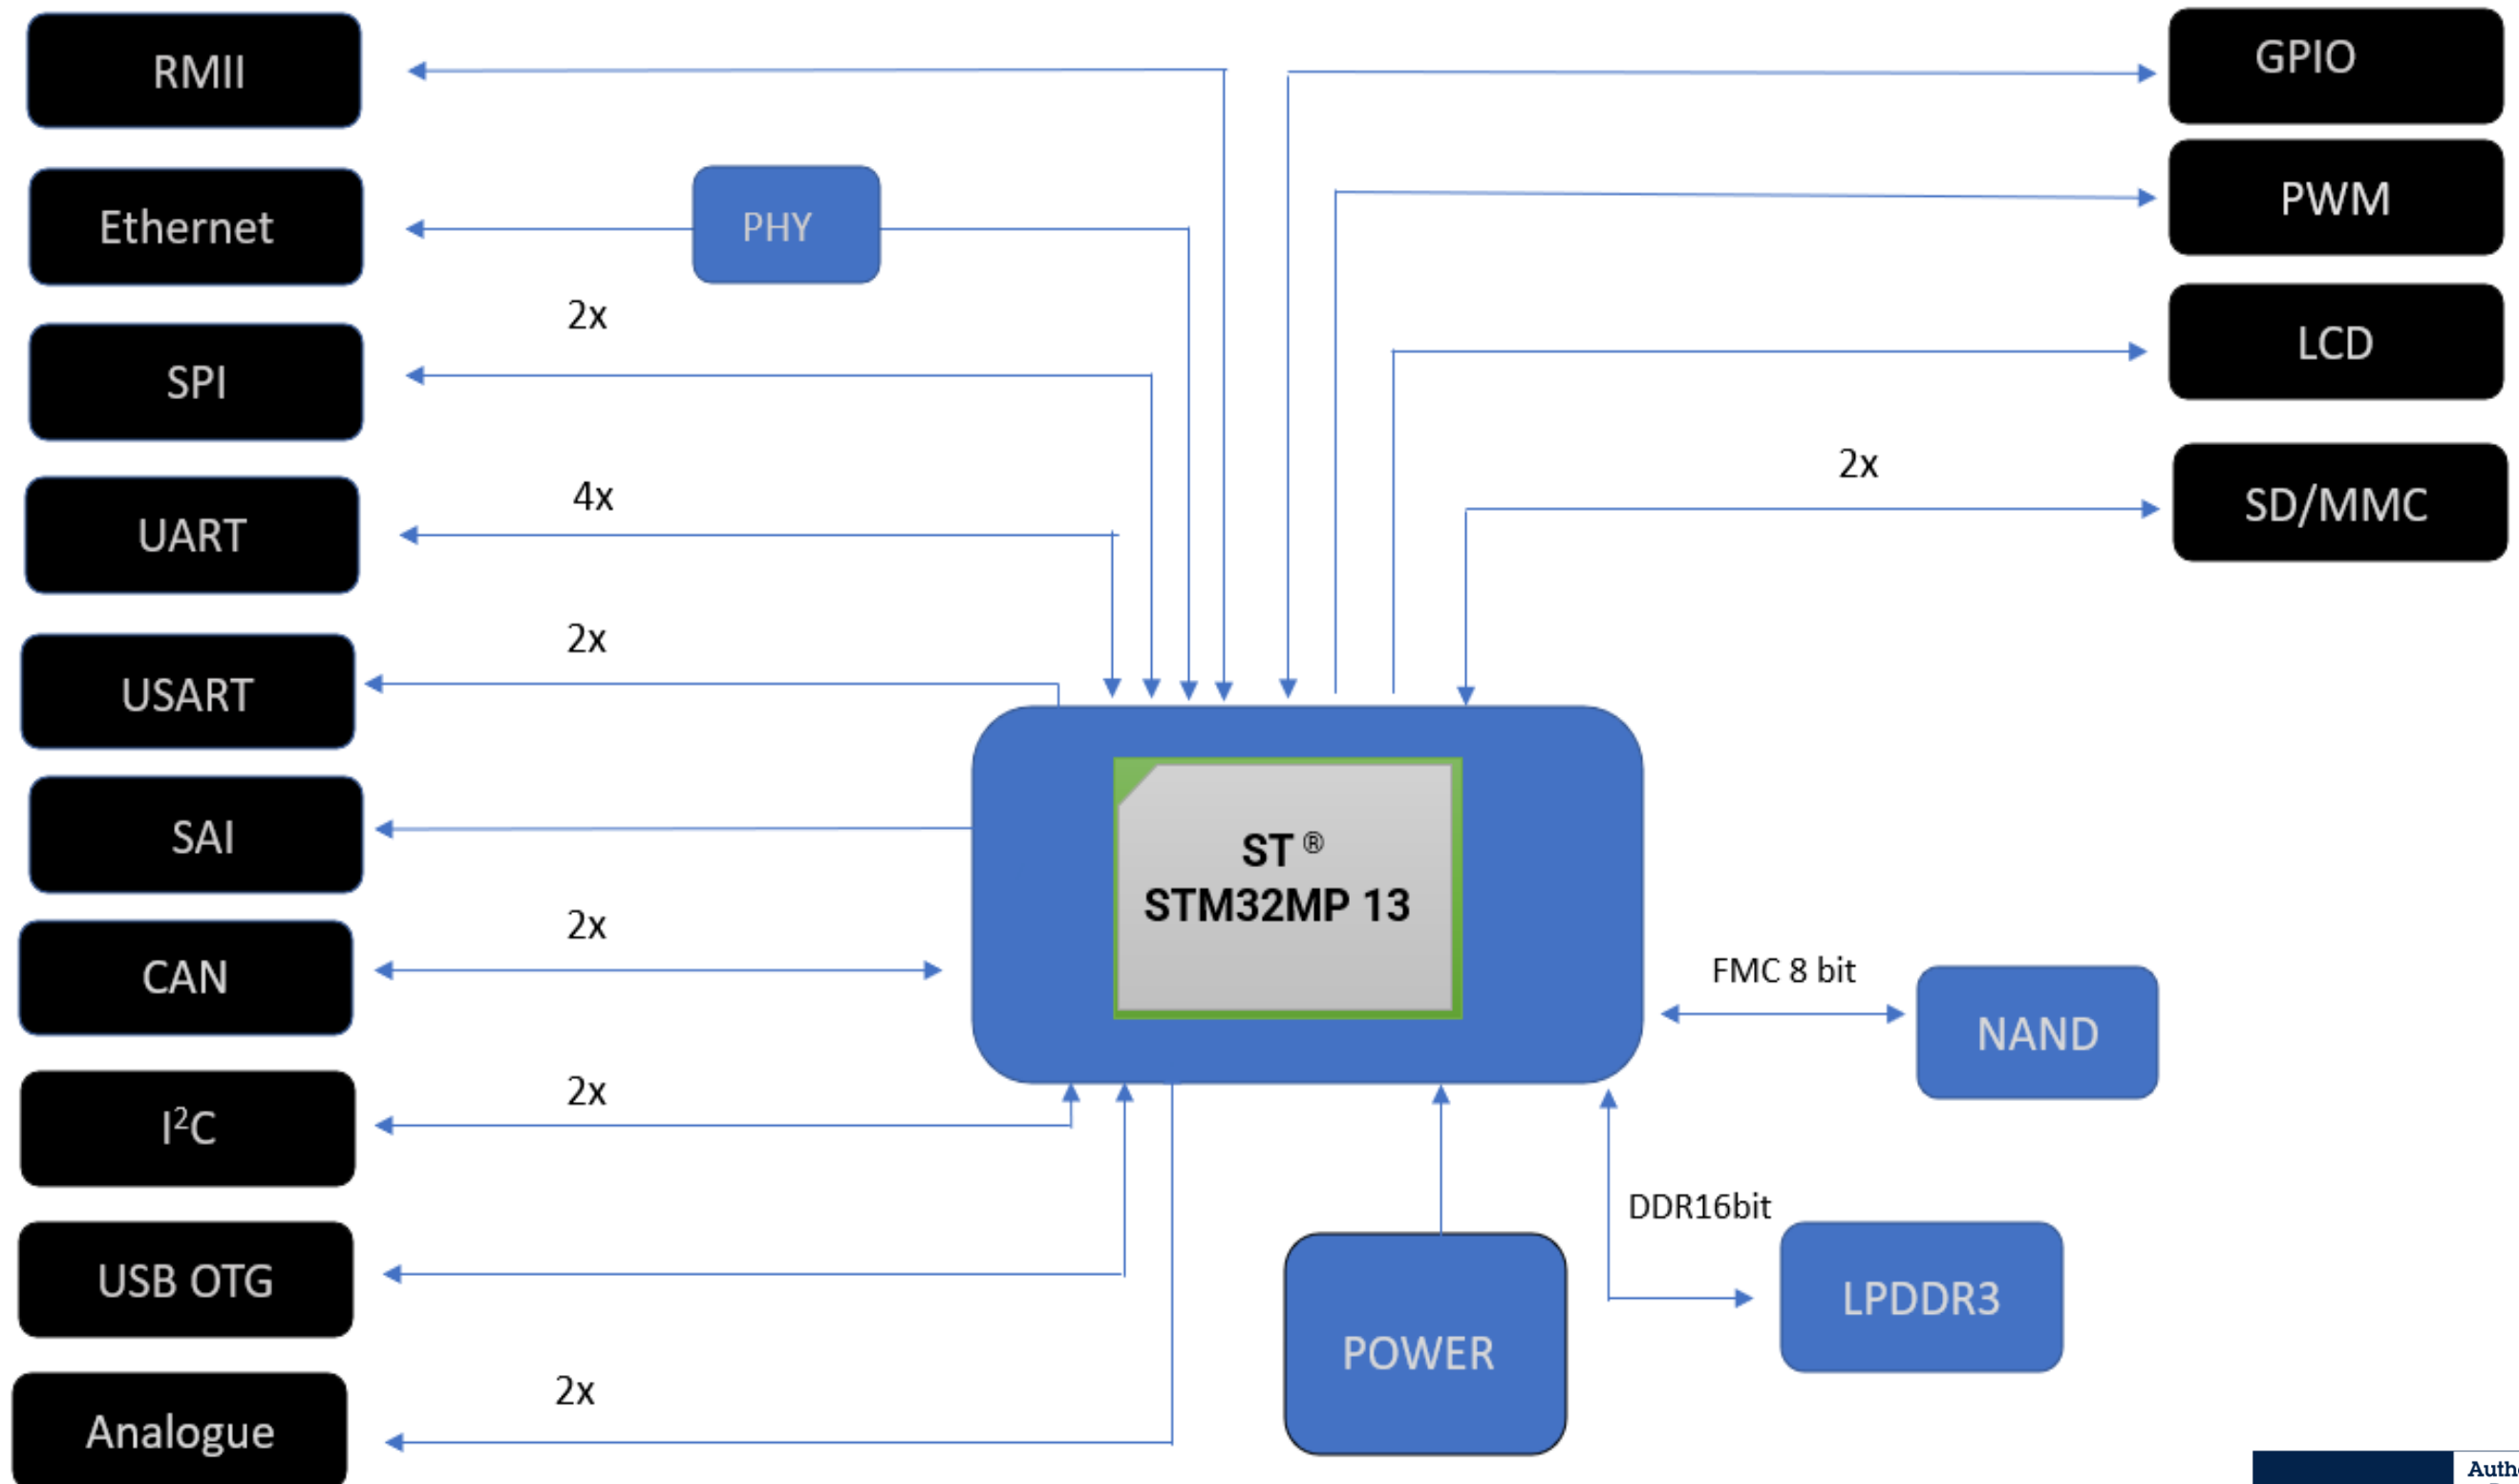 RMII
GPIO
Ethernet
PHY
PWM
2x
SPI
LCD
4x
UART
2x
SD/MMC
2x
USART
SAI
ST ®
STM32MP 13
2x
CAN
FMC 8 bit
NAND
2x
I²C
DDR16bit
USB OTG
LPDDR3
POWER
2x
Analogue